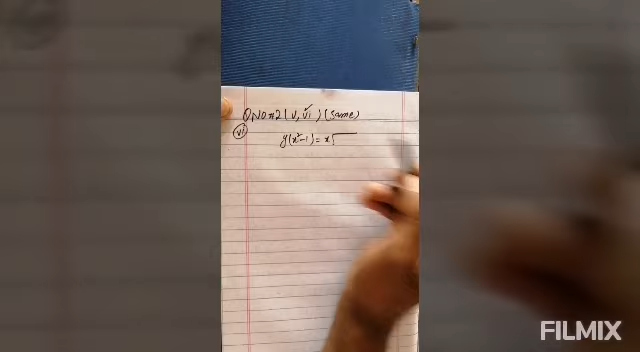 QNO#2(v, vi) (same)
(vi)
y(x²-1) = x√
FILMIX